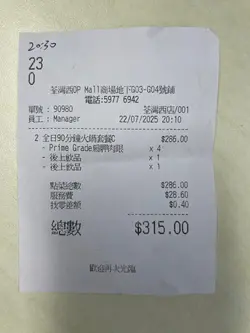 20:30
23
0
荃灣西OP Mall商場地下G03-G04號舖
電話:5977 6942
單號: 90980 荃灣西店/001
員工: Manager 22/07/2025 20:10
2 全日90分鐘火鍋套餐C $286.00
- Prime Grade x 4
- 後上飲品 x 1
- 後上飲品 x 1
點菜總數 $286.00
服務費 $28.60
找零差額 $0.40
總數 $315.00
歡迎再次光臨